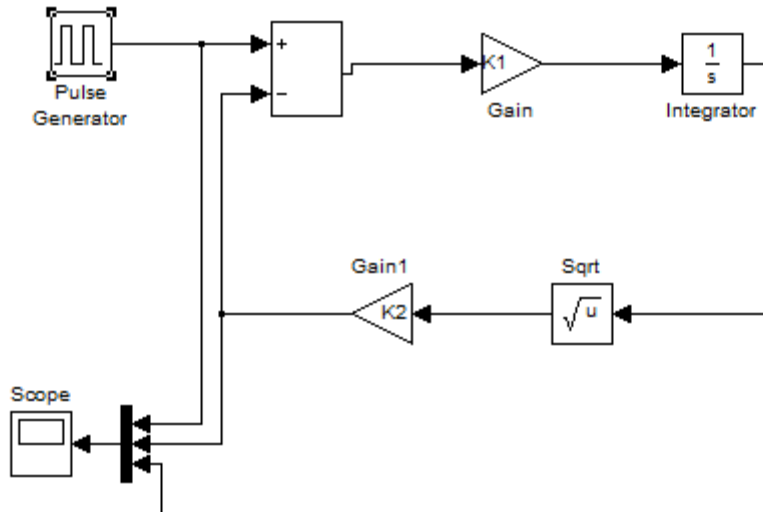 +
−
K1
1
s
Pulse
Generator
Gain
Integrator
Gain1
Sqrt
K2
√u
Scope